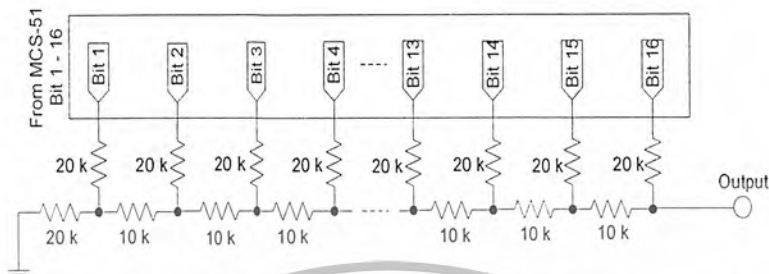 From MCS-51
Bit 1 - 16
Bit 1
Bit 2
Bit 3
Bit 4
Bit 13
Bit 14
Bit 15
Bit 16
20 k
20 k
20 k
20 k
20 k
20 k
20 k
20 k
Output
20 k
10 k
10 k
10 k
10 k
10 k
10 k